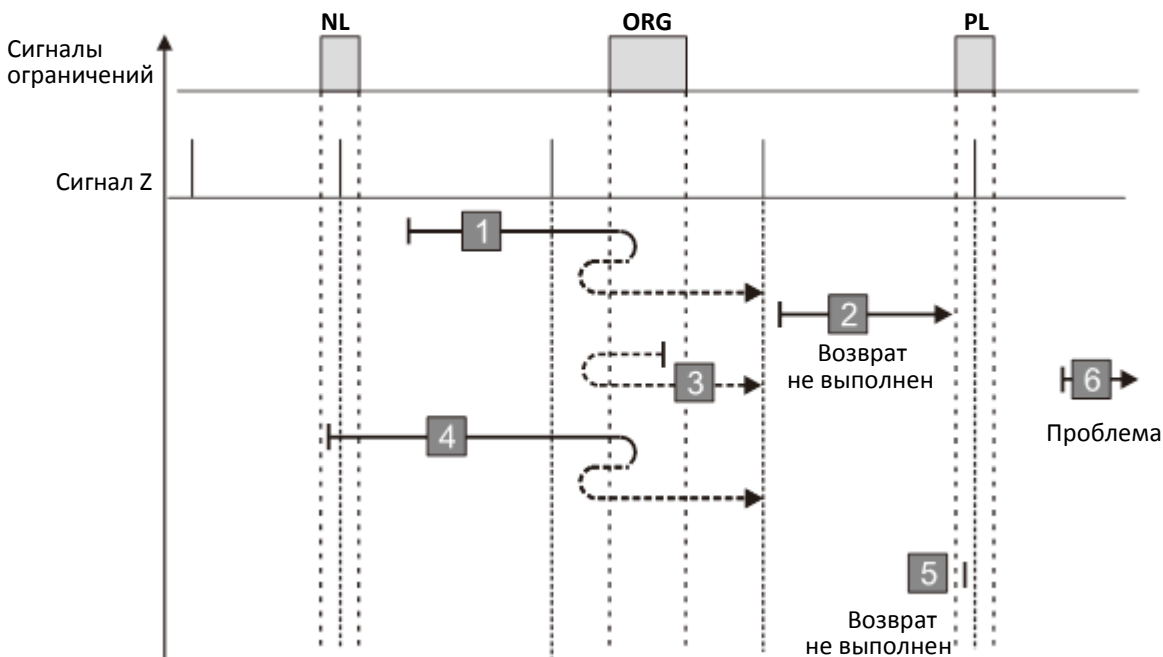 NL
ORG
PL
Сигналы
ограничений
Сигнал Z
1
2
Возврат
не выполнен
3
6
Проблема
4
5
Возврат
не выполнен